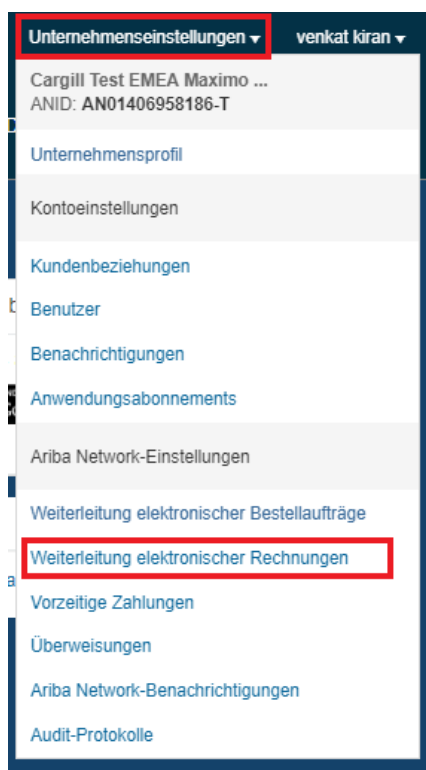 Unternehmenseinstellungen ▾ venkat kiran ▾
Cargill Test EMEA Maximo ...
ANID: AN01406958186-T
Unternehmensprofil
Kontoeinstellungen
Kundenbeziehungen
Benutzer
Benachrichtigungen
Anwendungsabonnements
Ariba Network-Einstellungen
Weiterleitung elektronischer Bestellaufträge
Weiterleitung elektronischer Rechnungen
Vorzeitige Zahlungen
Überweisungen
Ariba Network-Benachrichtigungen
Audit-Protokolle